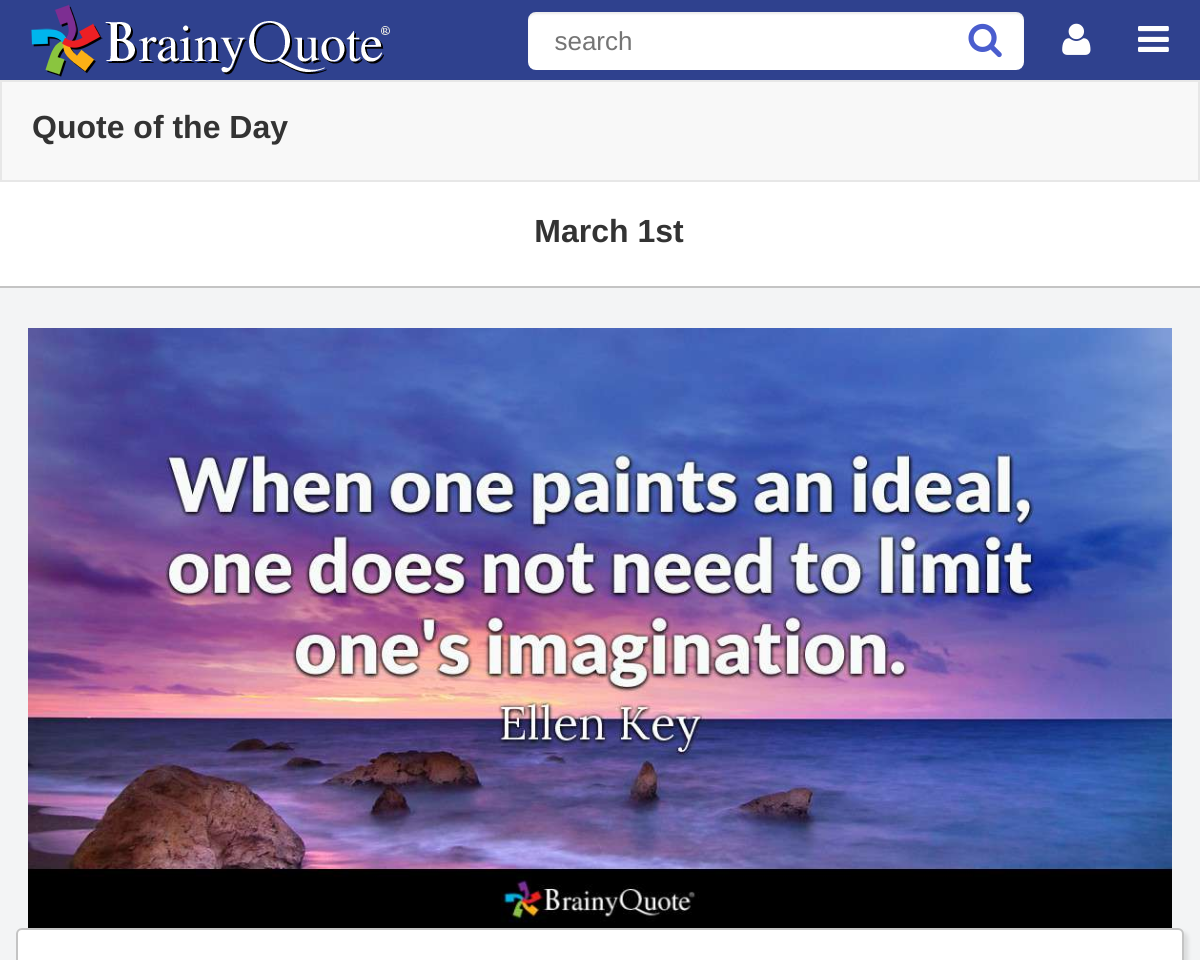 BrainyQuote®
search
Quote of the Day
March 1st
When one paints an ideal,
one does not need to limit
one's imagination.
Ellen Key
BrainyQuote®